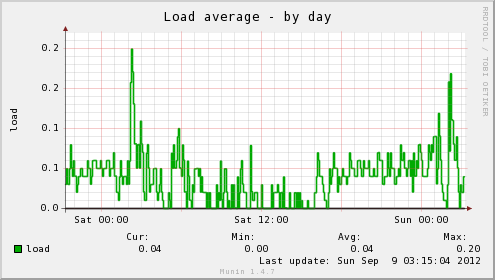 Load average - by day
RRDTOOL / TOBI OETIKER
load
0.2
0.2
0.1
0.1
0.0
Sat 00:00 Sat 12:00 Sun 00:00
Cur: Min: Avg: Max:
load 0.04 0.00 0.04 0.20
Last update: Sun Sep 9 03:15:04 2012
Munin 1.4.7